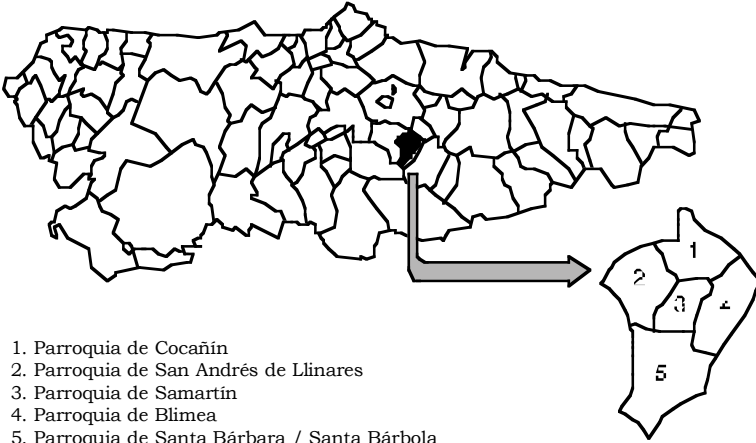 1
2
3
4
5
1. Parroquia de Cocañín
2. Parroquia de San Andrés de Llinares
3. Parroquia de Samartín
4. Parroquia de Blimea
5. Parroquia de Santa Bárbara / Santa Bárbola